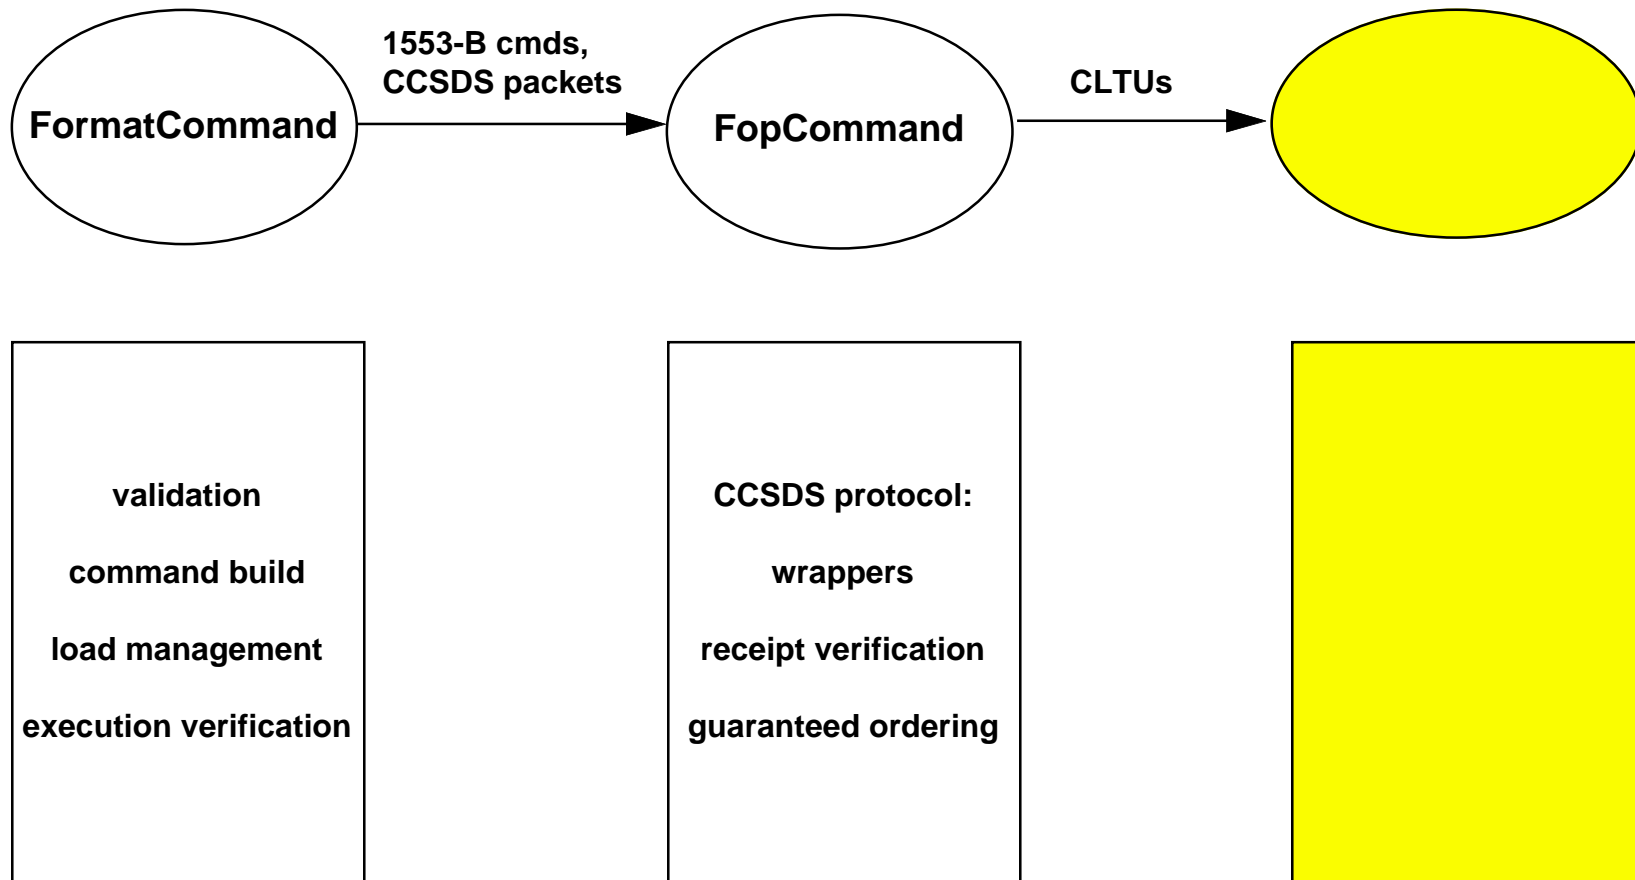 1553-B cmds,
CCSDS packets
CLTUs
FormatCommand
FopCommand
validation
command build
load management
execution verification
CCSDS protocol:
wrappers
receipt verification
guaranteed ordering